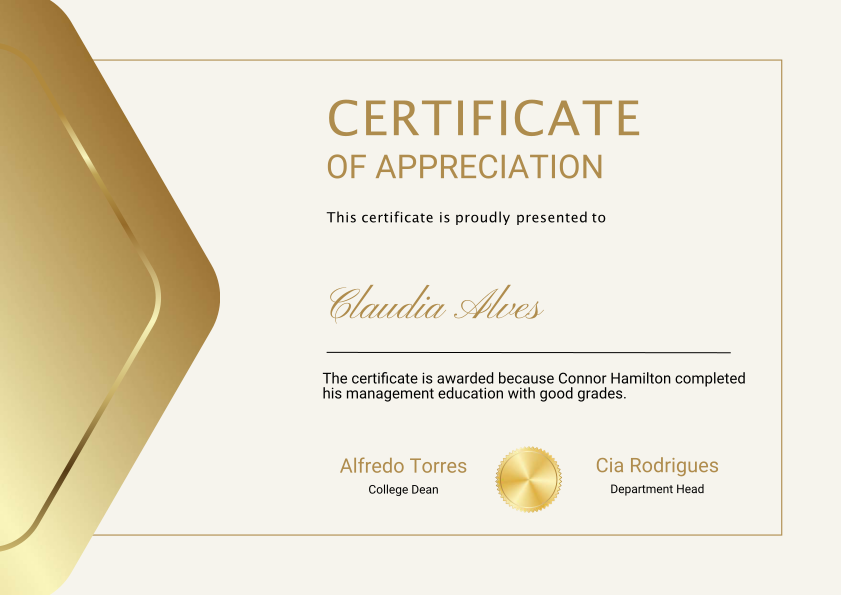 CERTIFICATE
OF APPRECIATION
This certificate is proudly presented to
Claudia Alves
The certificate is awarded because Connor Hamilton completed
his management education with good grades.
Alfredo Torres
College Dean
Cia Rodrigues
Department Head